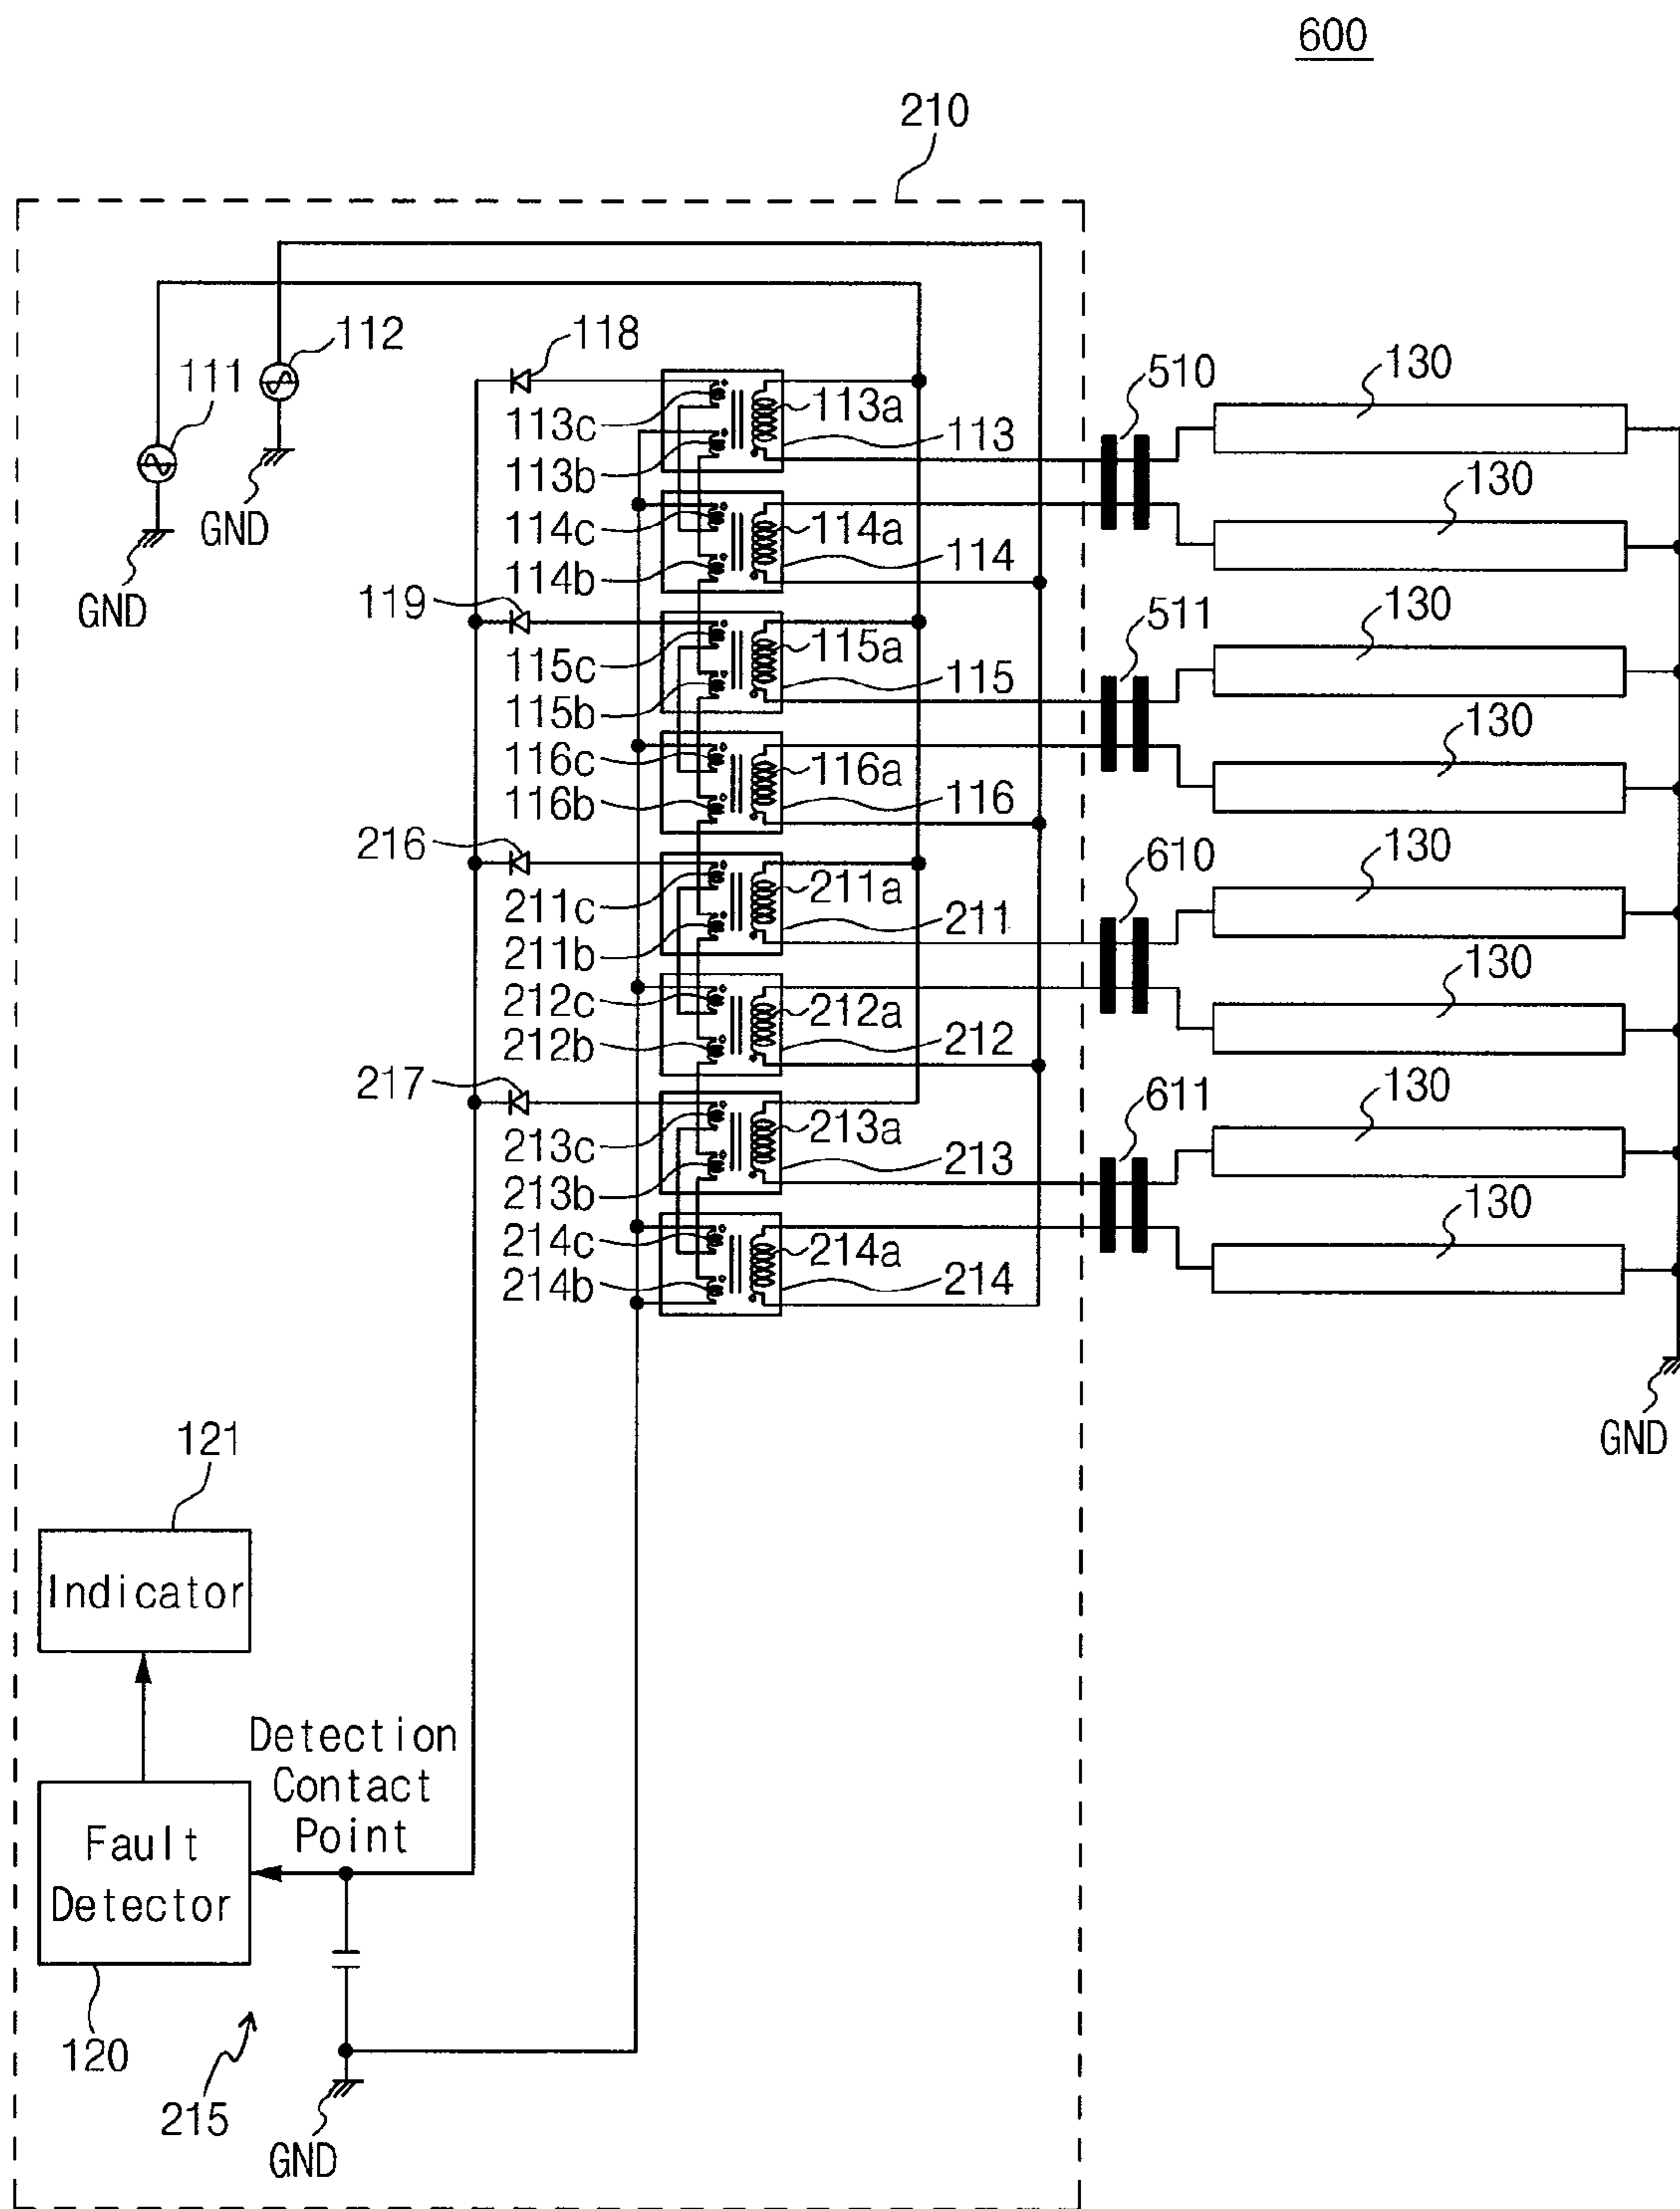 600
210
112
111
118
GND
GND
113c
113a
113b
113
510
130
130
114c
114a
114b
114
119
115c
115a
115b
115
511
130
130
116c
116a
116b
116
216
211c
211a
211b
211
610
130
130
212c
212a
212b
212
217
213c
213a
213b
213
611
130
130
214c
214a
214b
214
GND
121
Indicator
Detection
Contact
Point
Fault
Detector
120
215
GND